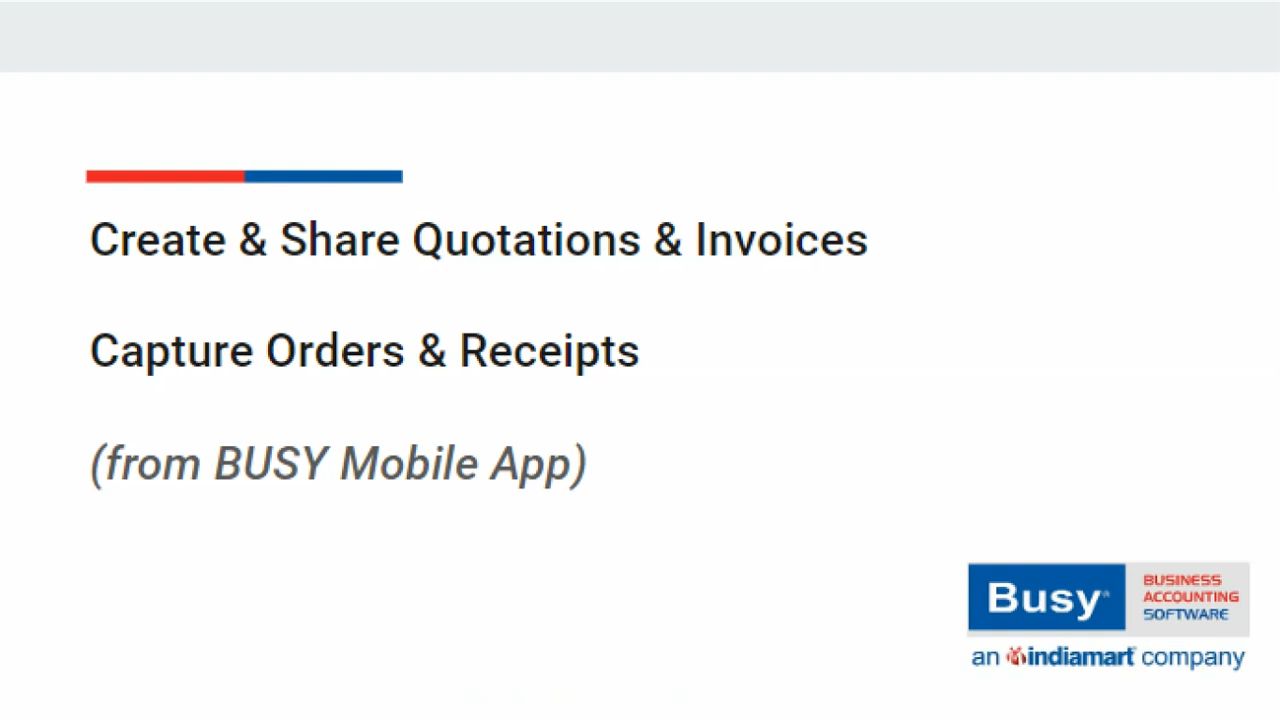 Create & Share Quotations & Invoices
Capture Orders & Receipts
(from BUSY Mobile App)
Busy®
BUSINESS
ACCOUNTING
SOFTWARE
an indiamart company